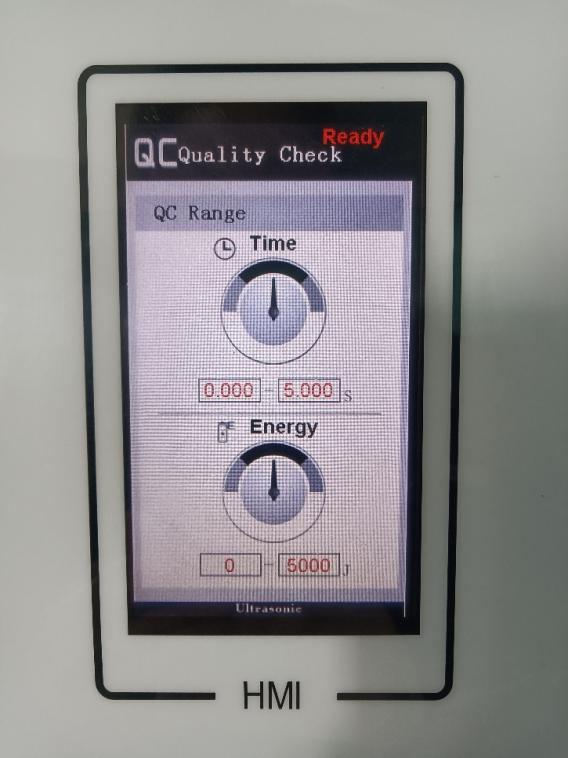 Ready
QC Quality Check
QC Range
Time
0.000 - 5.000 s
Energy
0 - 5000 J
Ultrasonic
HMI